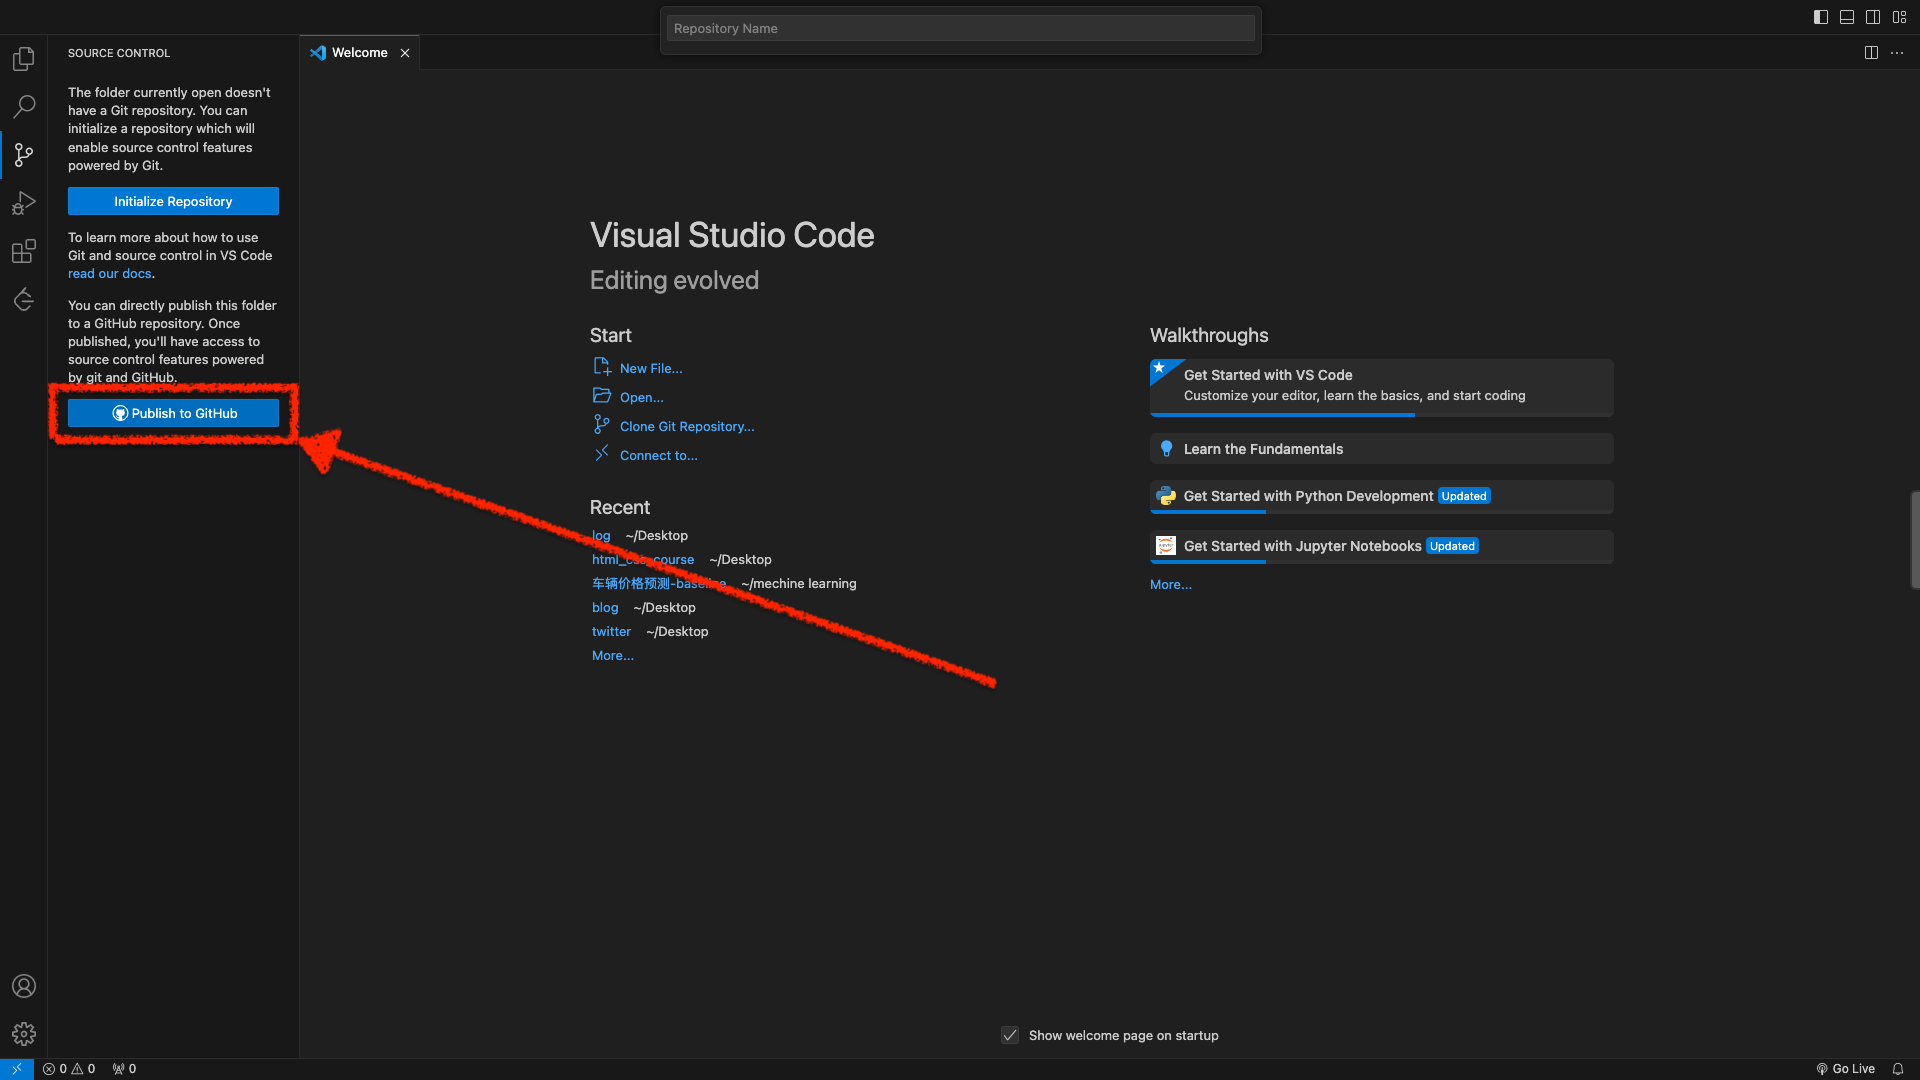 Repository Name
SOURCE CONTROL
Welcome
The folder currently open doesn't
have a Git repository. You can
initialize a repository which will
enable source control features
powered by Git.
Initialize Repository
To learn more about how to use
Git and source control in VS Code
read our docs.
You can directly publish this folder
to a GitHub repository. Once
published, you'll have access to
source control features powered
by git and GitHub.
Publish to GitHub
Visual Studio Code
Editing evolved
Start
New File...
Open...
Clone Git Repository...
Connect to...
Recent
log ~/Desktop
html_css_course ~/Desktop
车辆价格预测-baseline ~/mechine learning
blog ~/Desktop
twitter ~/Desktop
More...
Walkthroughs
Get Started with VS Code
Customize your editor, learn the basics, and start coding
Learn the Fundamentals
Get Started with Python Development Updated
Get Started with Jupyter Notebooks Updated
More...
Show welcome page on startup
0 0 0
Go Live